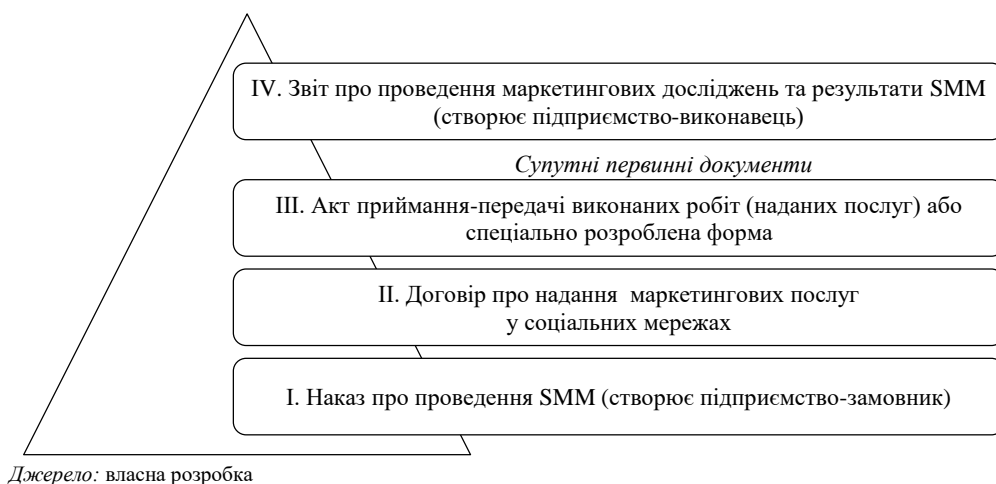 IV. Звіт про проведення маркетингових досліджень та результати SMM
(створює підприємство-виконавець)
Супутні первинні документи
III. Акт приймання-передачі виконаних робіт (наданих послуг) або
спеціально розроблена форма
II. Договір про надання маркетингових послуг
у соціальних мережах
I. Наказ про проведення SMM (створює підприємство-замовник)
Джерело: власна розробка